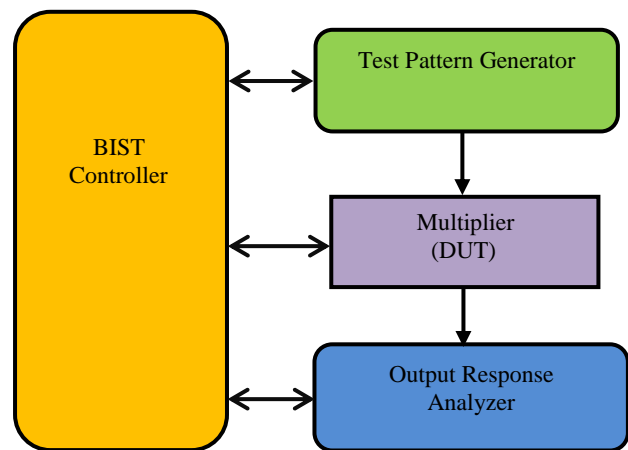 Test Pattern Generator
BIST
Controller
Multiplier
(DUT)
Output Response
Analyzer